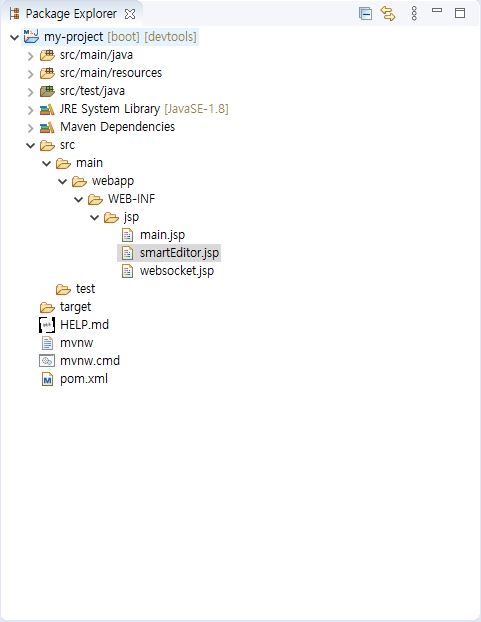 Package Explorer
my-project [boot] [devtools]
src/main/java
src/main/resources
src/test/java
JRE System Library [JavaSE-1.8]
Maven Dependencies
src
main
webapp
WEB-INF
jsp
main.jsp
smartEditor.jsp
websocket.jsp
test
target
HELP.md
mvnw
mvnw.cmd
pom.xml